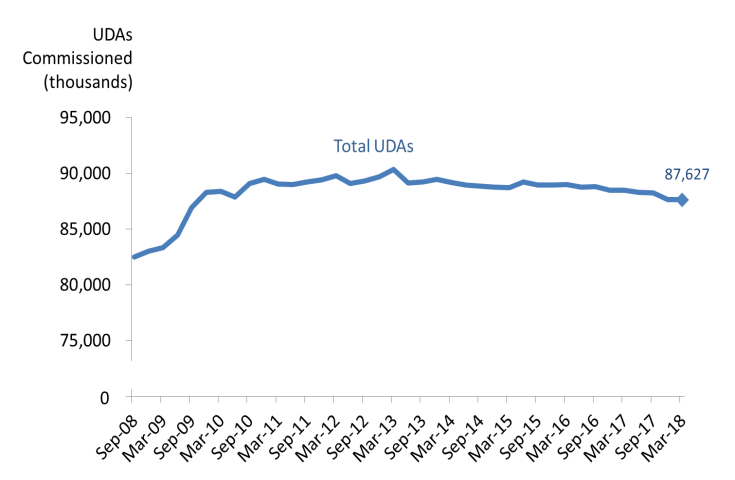 UDAs
Commissioned
(thousands)
95,000
Total UDAs
90,000
87,627
85,000
80,000
75,000
0
Sep-08
Mar-09
Sep-09
Mar-10
Sep-10
Mar-11
Sep-11
Mar-12
Sep-12
Mar-13
Sep-13
Mar-14
Sep-14
Mar-15
Sep-15
Mar-16
Sep-16
Mar-17
Sep-17
Mar-18